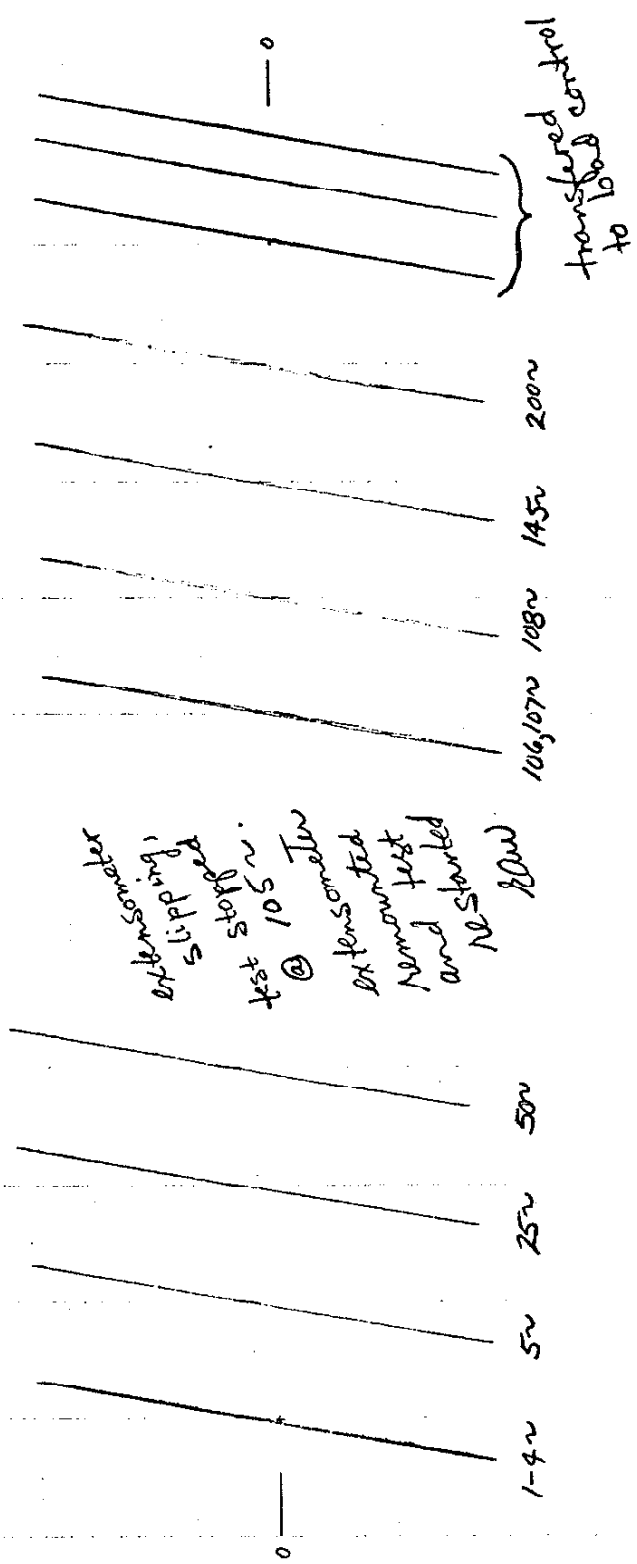 0
1-4~
5~
25~
50~
extensometer
slipping,
test stopped
@ 105~.
extensometer
remounted
and test
restarted
106,107~
108~
145~
200~
transfered
to load control
0